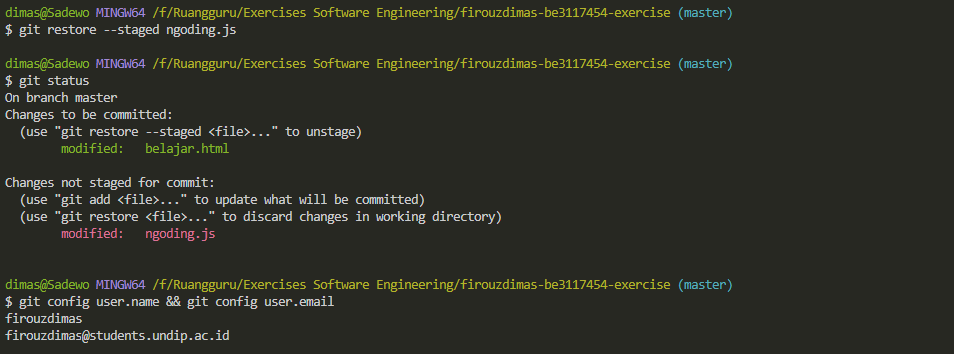 dimas@Sadewo MINGW64 /f/Ruangguru/Exercises Software Engineering/firouzdimas-be3117454-exercise (master)
$ git restore --staged ngoding.js
dimas@Sadewo MINGW64 /f/Ruangguru/Exercises Software Engineering/firouzdimas-be3117454-exercise (master)
$ git status
On branch master
Changes to be committed:
  (use "git restore --staged <file>..." to unstage)
        modified:   belajar.html
Changes not staged for commit:
  (use "git add <file>..." to update what will be committed)
  (use "git restore <file>..." to discard changes in working directory)
        modified:   ngoding.js
dimas@Sadewo MINGW64 /f/Ruangguru/Exercises Software Engineering/firouzdimas-be3117454-exercise (master)
$ git config user.name && git config user.email
firouzdimas
firouzdimas@students.undip.ac.id